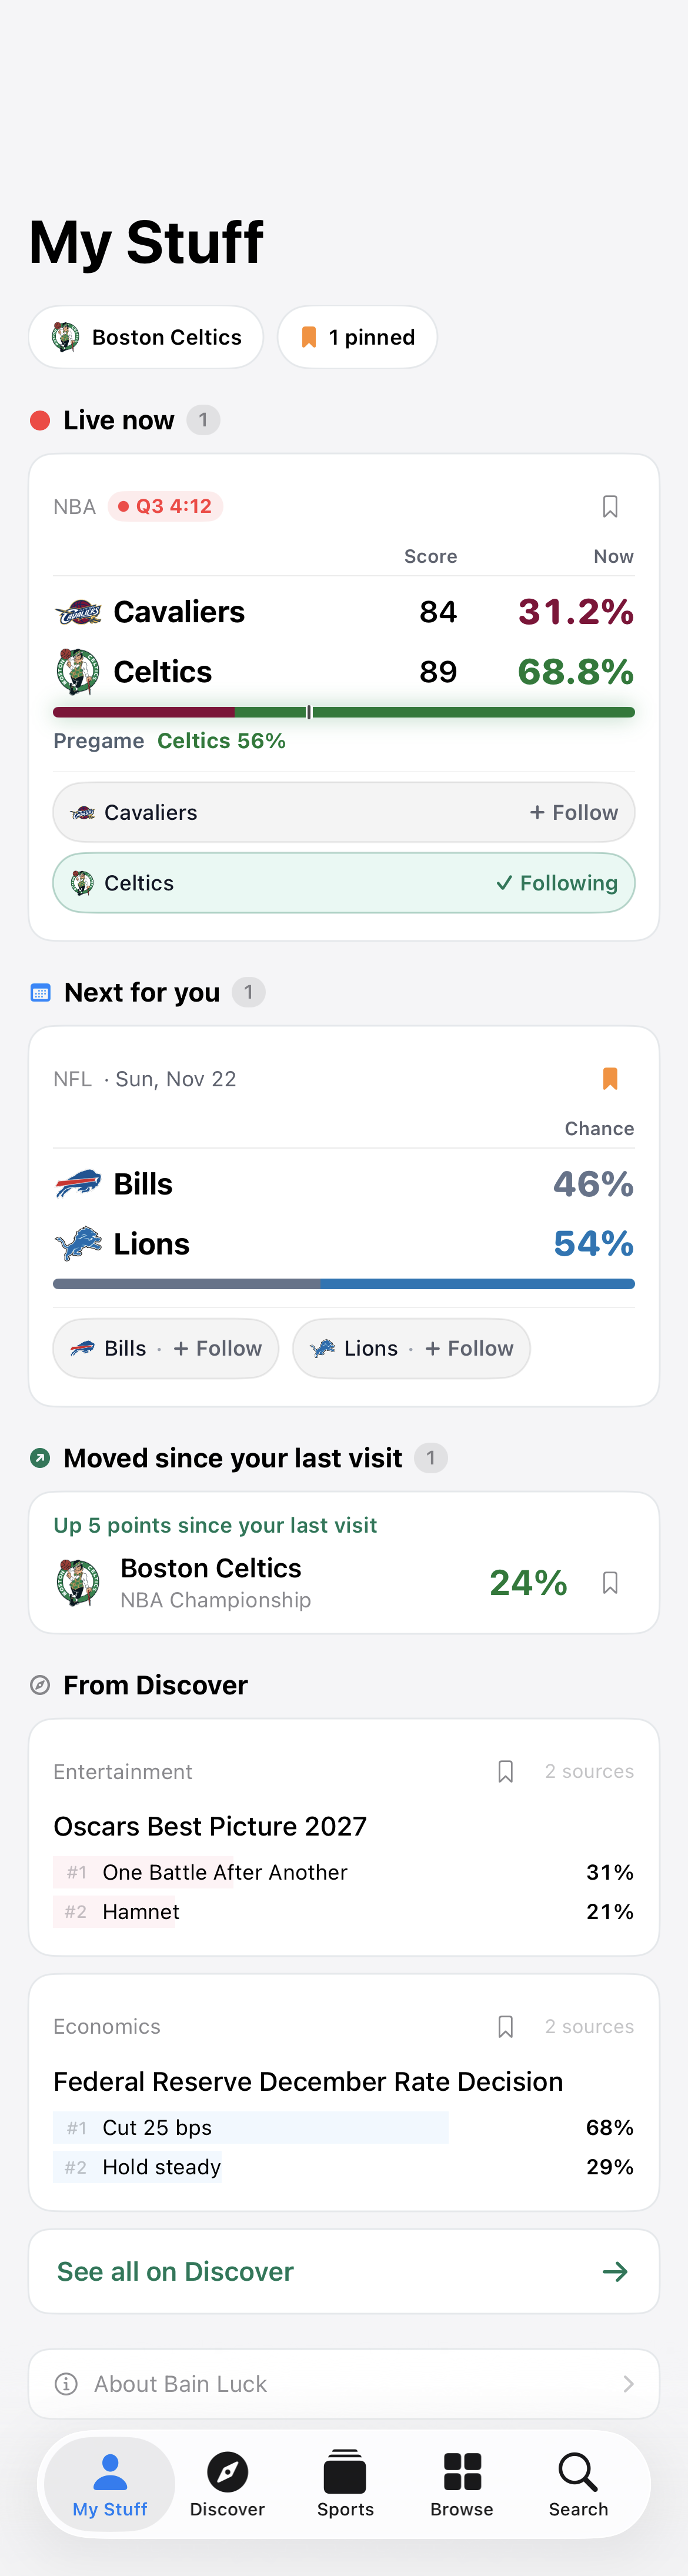 My Stuff
Boston Celtics
1 pinned
Live now 1
NBA Q3 4:12
Score Now
Cavaliers 84 31.2%
Celtics 89 68.8%
Pregame Celtics 56%
Cavaliers + Follow
Celtics ✓ Following
Next for you 1
NFL · Sun, Nov 22
Chance
Bills 46%
Lions 54%
Bills · + Follow
Lions · + Follow
Moved since your last visit 1
Up 5 points since your last visit
Boston Celtics
NBA Championship
24%
From Discover
Entertainment 2 sources
Oscars Best Picture 2027
#1 One Battle After Another 31%
#2 Hamnet 21%
Economics 2 sources
Federal Reserve December Rate Decision
#1 Cut 25 bps 68%
#2 Hold steady 29%
See all on Discover →
About Bain Luck
My Stuff Discover Sports Browse Search